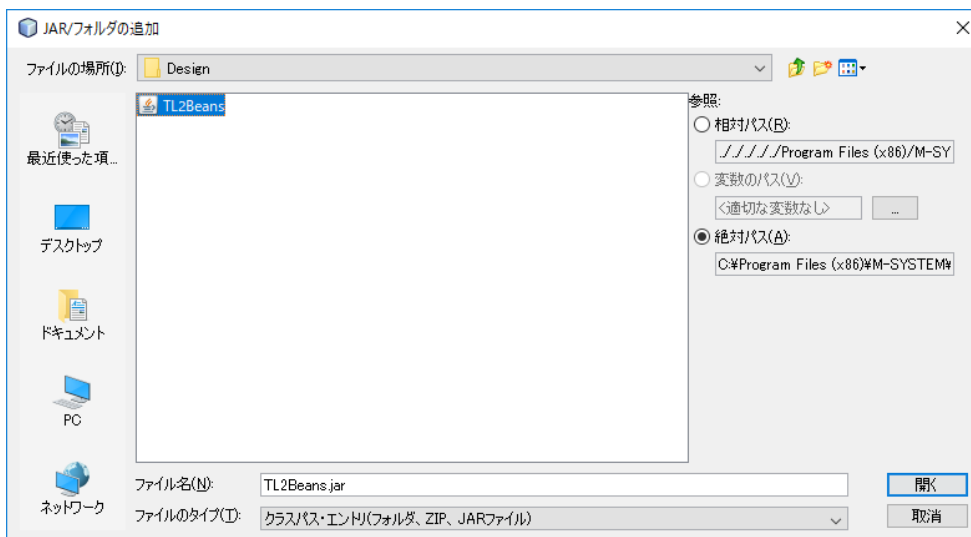 JAR/フォルダの追加
ファイルの場所(I):
Design
最近使った項...
デスクトップ
ドキュメント
PC
ネットワーク
TL2Beans
参照:
相対パス(R):
././././Program Files (x86)/M-SY
変数のパス(V):
<適切な変数なし>
...
絶対パス(A):
C:¥Program Files (x86)¥M-SYSTEM¥
ファイル名(N):
TL2Beans.jar
開く
ファイルのタイプ(T):
クラスパス・エントリ(フォルダ、ZIP、JARファイル)
取消